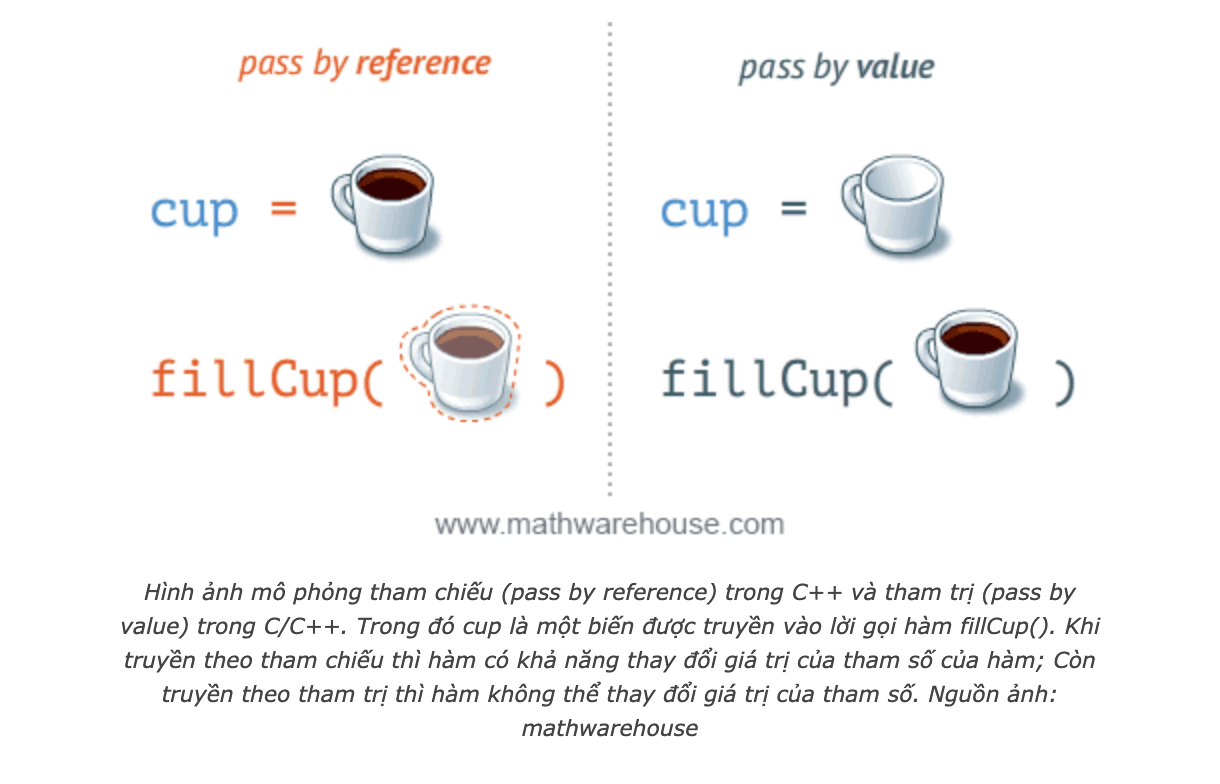 pass by reference
cup =
fillCup( )
pass by value
cup =
fillCup( )
www.mathwarehouse.com
Hình ảnh mô phỏng tham chiếu (pass by reference) trong C++ và tham trị (pass by
value) trong C/C++. Trong đó cup là một biến được truyền vào lời gọi hàm fillCup(). Khi
truyền theo tham chiếu thì hàm có khả năng thay đổi giá trị của tham số của hàm; Còn
truyền theo tham trị thì hàm không thể thay đổi giá trị của tham số. Nguồn ảnh:
mathwarehouse